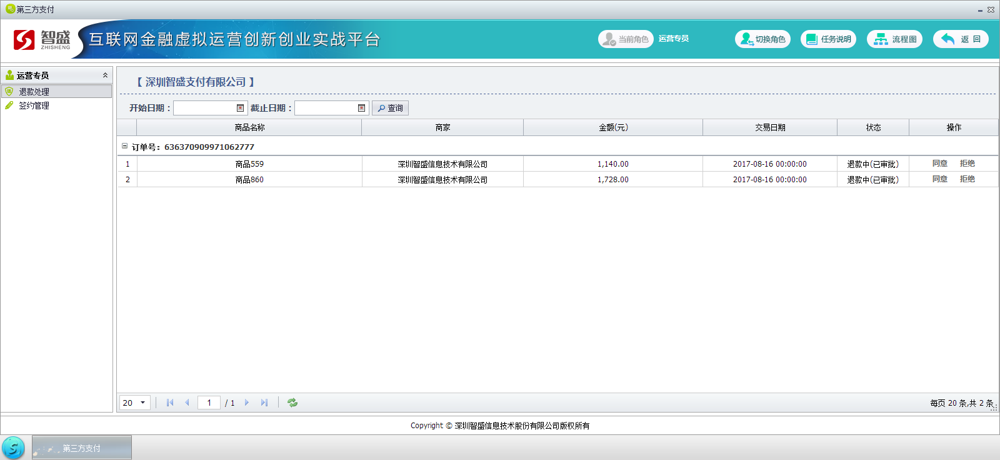 第三方支付
智盛
ZHISHENG
互联网金融虚拟运营创新创业实战平台
当前角色 运营专员 切换角色 任务说明 流程图 返 回
运营专员
退款处理
签约管理
【 深圳智盛支付有限公司 】
开始日期： 截止日期： 查询
商品名称 商家 金额(元) 交易日期 状态 操作
订单号：636370909971062777
1 商品559 深圳智盛信息技术有限公司 1,140.00 2017-08-16 00:00:00 退款中(已审批) 同意 拒绝
2 商品860 深圳智盛信息技术有限公司 1,728.00 2017-08-16 00:00:00 退款中(已审批) 同意 拒绝
20 1 / 1 每页 20 条,共 2 条
Copyright © 深圳智盛信息技术股份有限公司版权所有
第三方支付